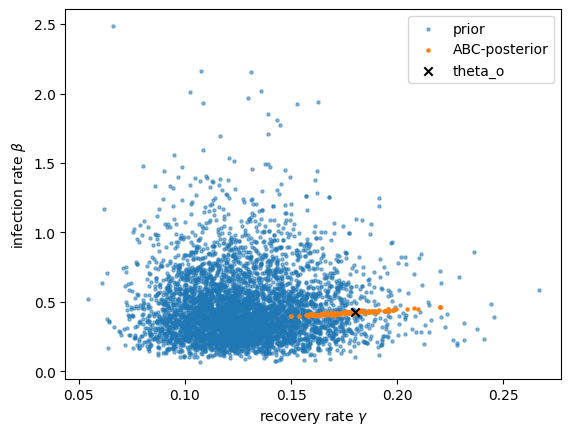 2.5
2.0
1.5
1.0
0.5
0.0
infection rate β
0.05
0.10
0.15
0.20
0.25
recovery rate γ
prior
ABC-posterior
theta_o